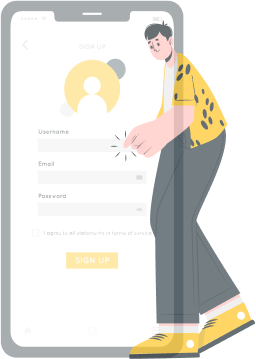 SIGN UP
Username
Email
Password
I agree to all statements in terms of service
SIGN UP